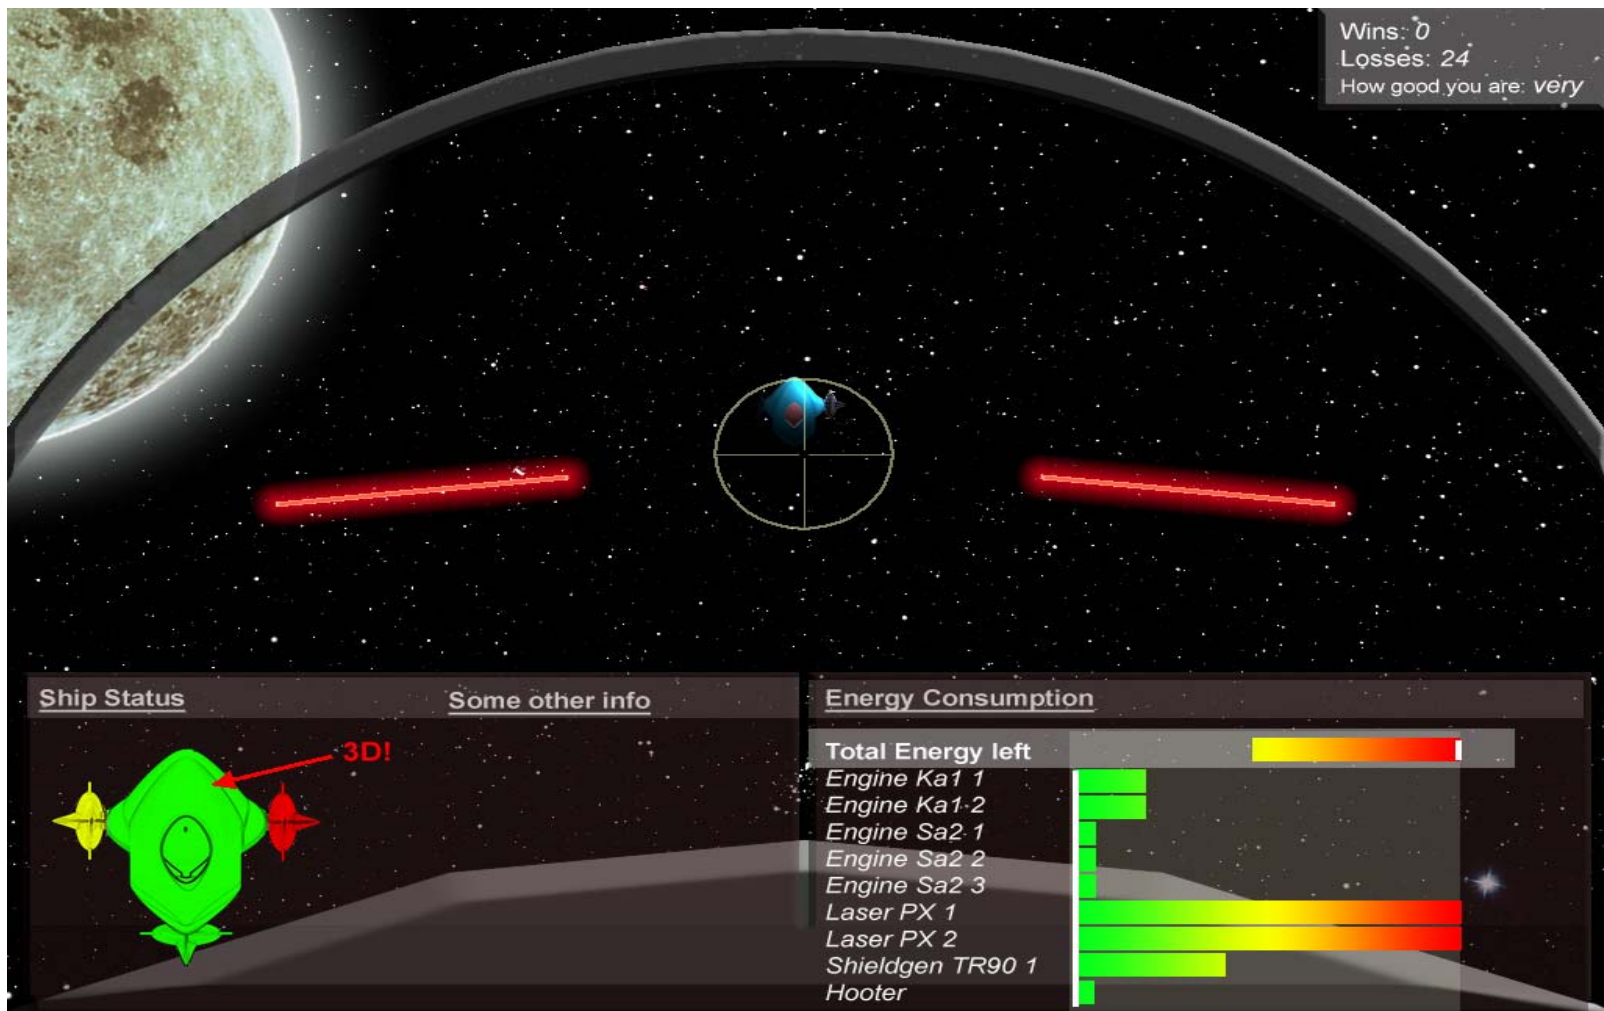 Wins: 0
Losses: 24
How good you are: very
Ship Status
Some other info
3D!
Energy Consumption
Total Energy left
Engine Ka1 1
Engine Ka1 2
Engine Sa2 1
Engine Sa2 2
Engine Sa2 3
Laser PX 1
Laser PX 2
Shieldgen TR90 1
Hooter